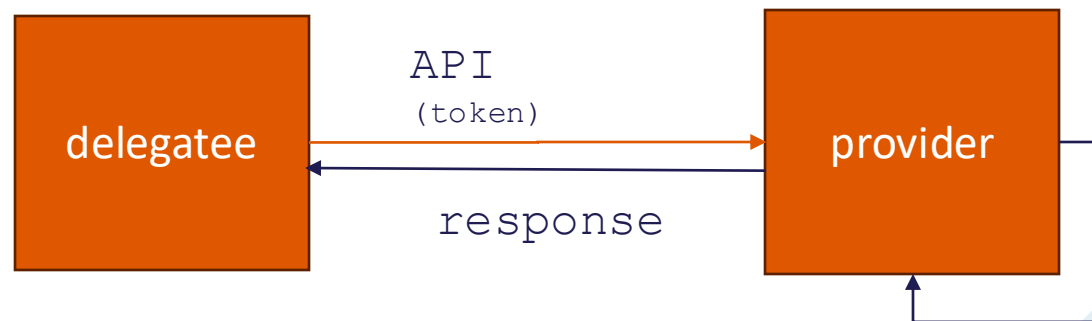 delegatee
API
(token)
response
provider